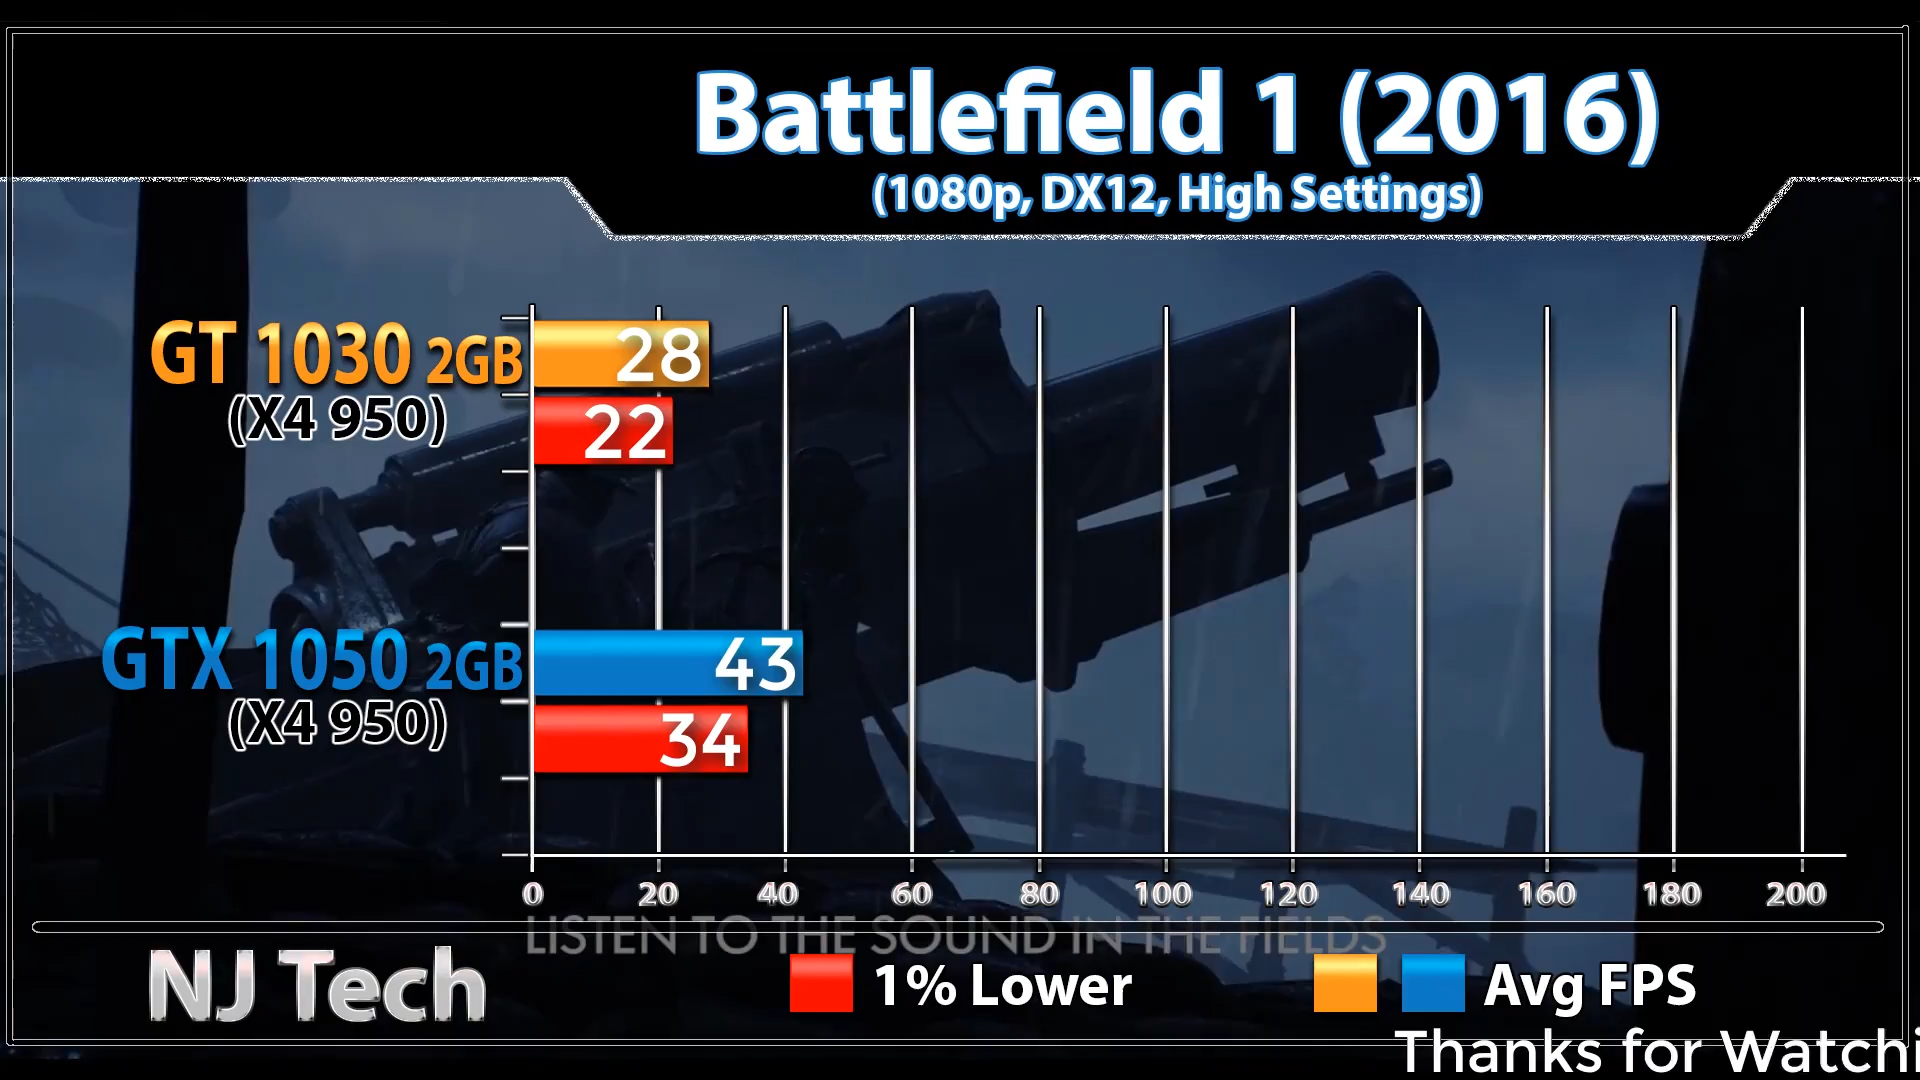 Battlefield 1 (2016)
(1080p, DX12, High Settings)
GT 1030 2GB
28
(X4 950)
22
GTX 1050 2GB
43
(X4 950)
34
0 20 40 60 80 100 120 140 160 180 200
LISTEN TO THE SOUND IN THE FIELDS
NJ Tech
1% Lower
Avg FPS
Thanks for Watchi